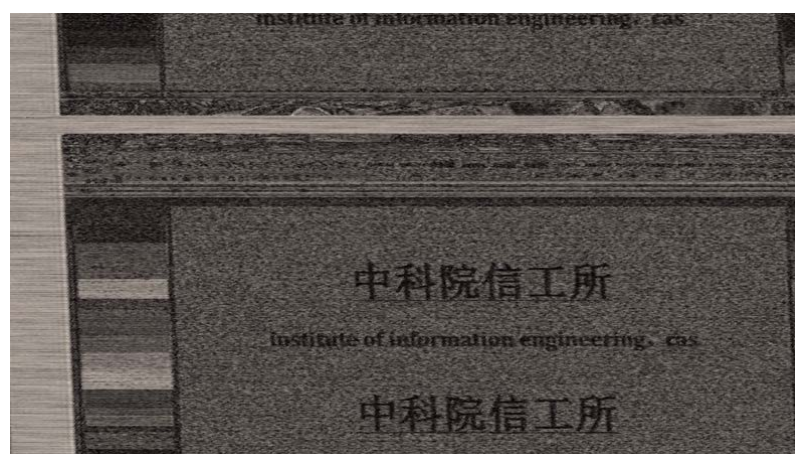 institute of information engineering，cas
中科院信工所
institute of information engineering，cas
中科院信工所